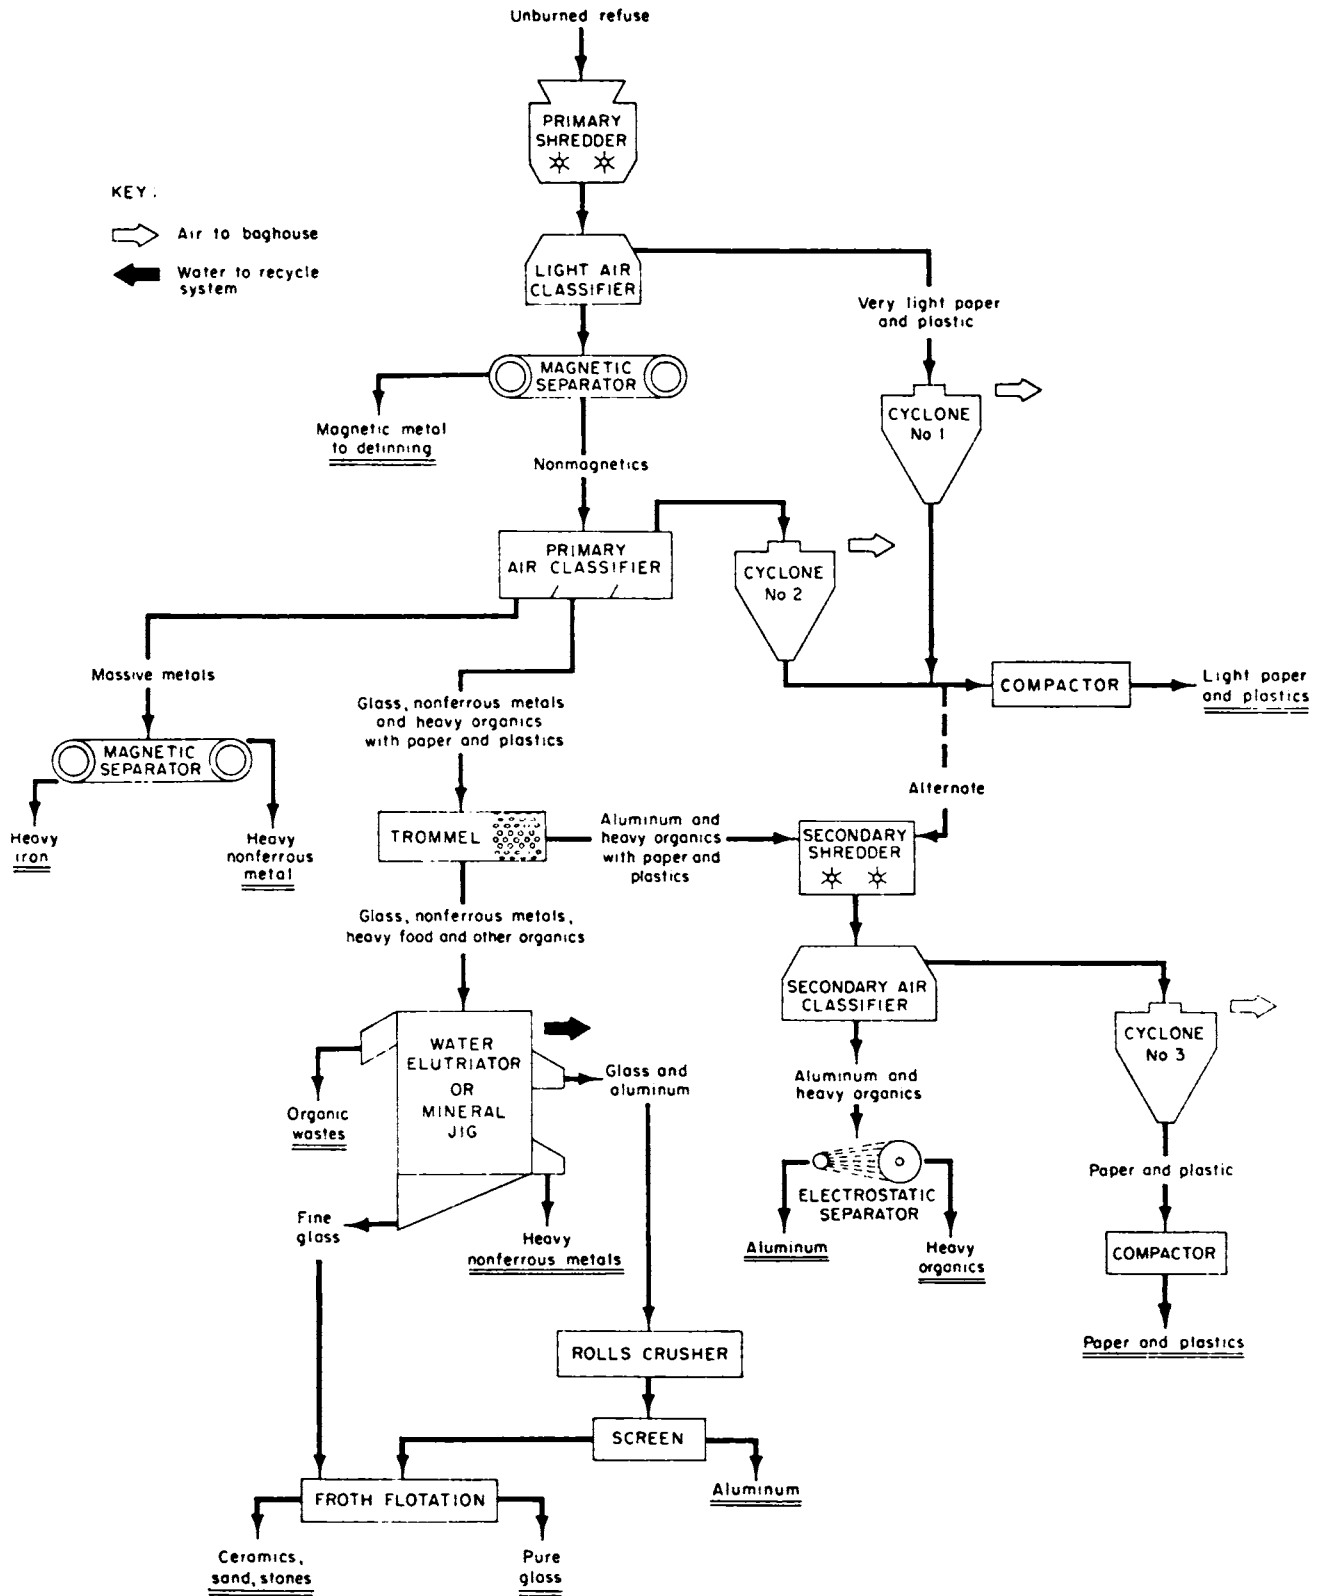 Unburned refuse
PRIMARY
SHREDDER
KEY:
Air to baghouse
Water to recycle
system
LIGHT AIR
CLASSIFIER
Very light paper
and plastic
MAGNETIC
SEPARATOR
Magnetic metal
to detinning
CYCLONE
No 1
Nonmagnetics
PRIMARY
AIR CLASSIFIER
CYCLONE
No 2
Massive metals
Glass, nonferrous metals
and heavy organics
with paper and plastics
COMPACTOR
Light paper
and plastics
MAGNETIC
SEPARATOR
Alternate
Heavy
iron
Heavy
nonferrous
metal
TROMMEL
Aluminum and
heavy organics
with paper and
plastics
SECONDARY
SHREDDER
Glass, nonferrous metals,
heavy food and other organics
SECONDARY AIR
CLASSIFIER
CYCLONE
No 3
WATER
ELUTRIATOR
OR
MINERAL
JIG
Glass and
aluminum
Aluminum and
heavy organics
Organic
wastes
Paper and plastic
ELECTROSTATIC
SEPARATOR
Fine
glass
Heavy
nonferrous metals
Aluminum
Heavy
organics
COMPACTOR
Paper and plastics
ROLLS CRUSHER
SCREEN
Aluminum
FROTH FLOTATION
Ceramics,
sand, stones
Pure
glass